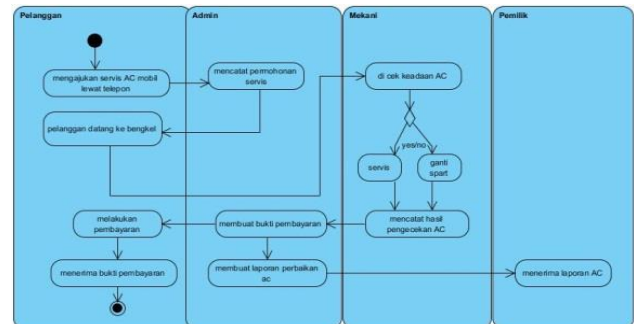 Pelanggan
Admin
Mekani
Pemilik
mengajukan servis AC mobil
lewat telepon
mencatat permohonan
servis
di cek keadaan AC
pelanggan datang ke bengkel
yes/no
servis
ganti
spart
melakukan
pembayaran
membuat bukti pembayaran
mencatat hasil
pengecekan AC
menerima bukti pembayaran
membuat laporan perbaikan
ac
menerima laporan AC